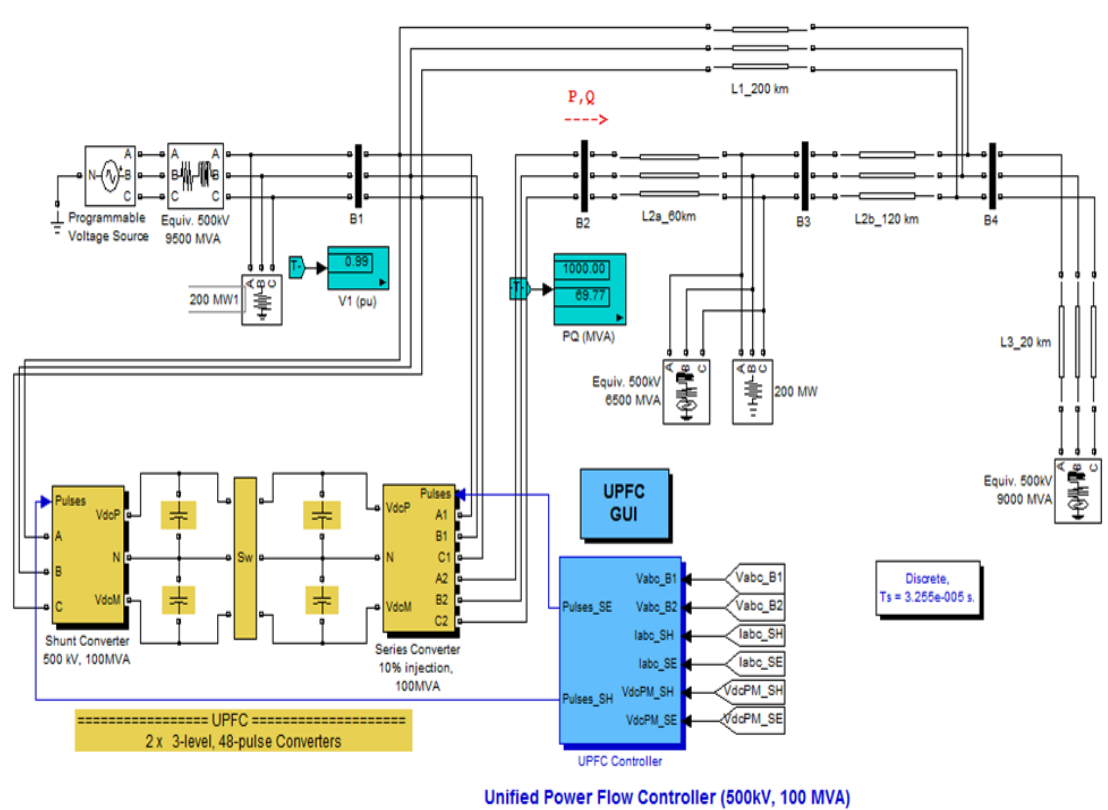 L1_200 km
P,Q
N
A
B
C
A
B
C
A
B
C
Programmable
Voltage Source
Equiv. 500kV
9500 MVA
B1
B2
L2a_60km
B3
L2b_120 km
B4
200 MW1
A B C
T-
0.99
V1 (pu)
-T-
1000.00
69.77
PQ (MVA)
L3_20 km
Equiv. 500kV
6500 MVA
A B C
A B C
200 MW
Equiv. 500kV
9000 MVA
A B C
Pulses
VdcP
A
N
B
VdcM
C
Shunt Converter
500 kV, 100MVA
Sw
Pulses
VdcP
A1
B1
N
C1
A2
VdcM
B2
C2
Series Converter
10% injection,
100MVA
UPFC
GUI
Vabc_B1
Pulses_SE
Vabc_B2
Iabc_SH
Iabc_SE
Pulses_SH
VdcPM_SH
VdcPM_SE
Vabc_B1
Vabc_B2
Iabc_SH
Iabc_SE
VdcPM_SH
VdcPM_SE
UPFC Controller
Discrete,
Ts = 3.255e-005 s.
================= UPFC ====================
2 x 3-level, 48-pulse Converters
Unified Power Flow Controller (500kV, 100 MVA)